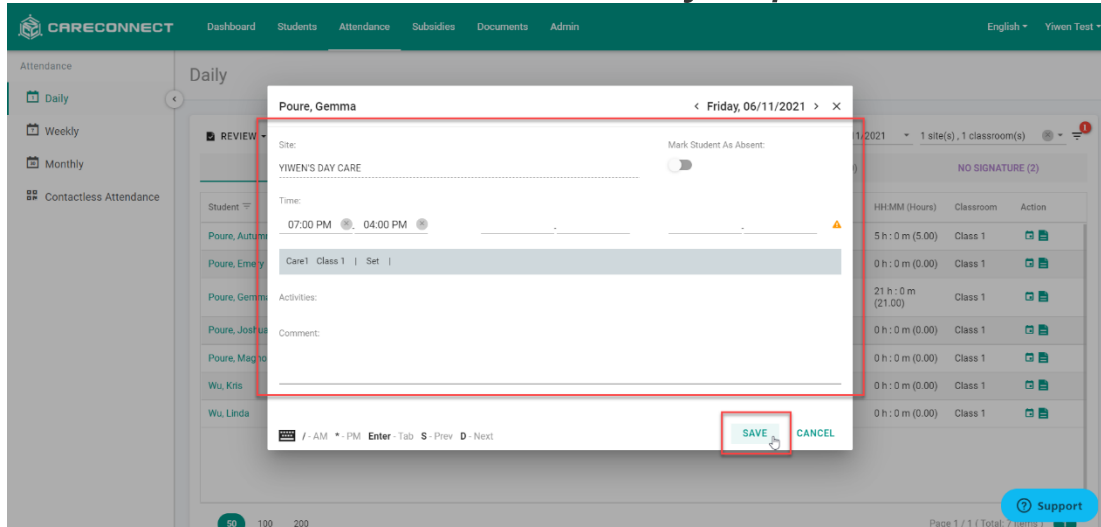 CARECONNECT
Dashboard Students Attendance Subsidies Documents Admin
English Yiwen Test
Attendance
Daily
Weekly
Monthly
Contactless Attendance
Daily
REVIEW
1/2021 1 site(s) , 1 classroom(s) 1
NO SIGNATURE (2)
Student HH:MM (Hours) Classroom Action
Poure, Autum 5 h : 0 m (5.00) Class 1
Poure, Eme y 0 h : 0 m (0.00) Class 1
Poure, Gemm 21 h : 0 m (21.00) Class 1
Poure, Joshua 0 h : 0 m (0.00) Class 1
Poure, Magno 0 h : 0 m (0.00) Class 1
Wu, Kris 0 h : 0 m (0.00) Class 1
Wu, Linda 0 h : 0 m (0.00) Class 1
Poure, Gemma < Friday, 06/11/2021 > ×
Site: Mark Student As Absent:
YIWEN'S DAY CARE
Time:
07:00 PM - 04:00 PM - -
Care1 Class 1 | Set |
Activities:
Comment:
/ - AM * - PM Enter - Tab S - Prev D - Next
SAVE CANCEL
50 100 200
Page 1 / 1 ( Total: 7 items )
Support